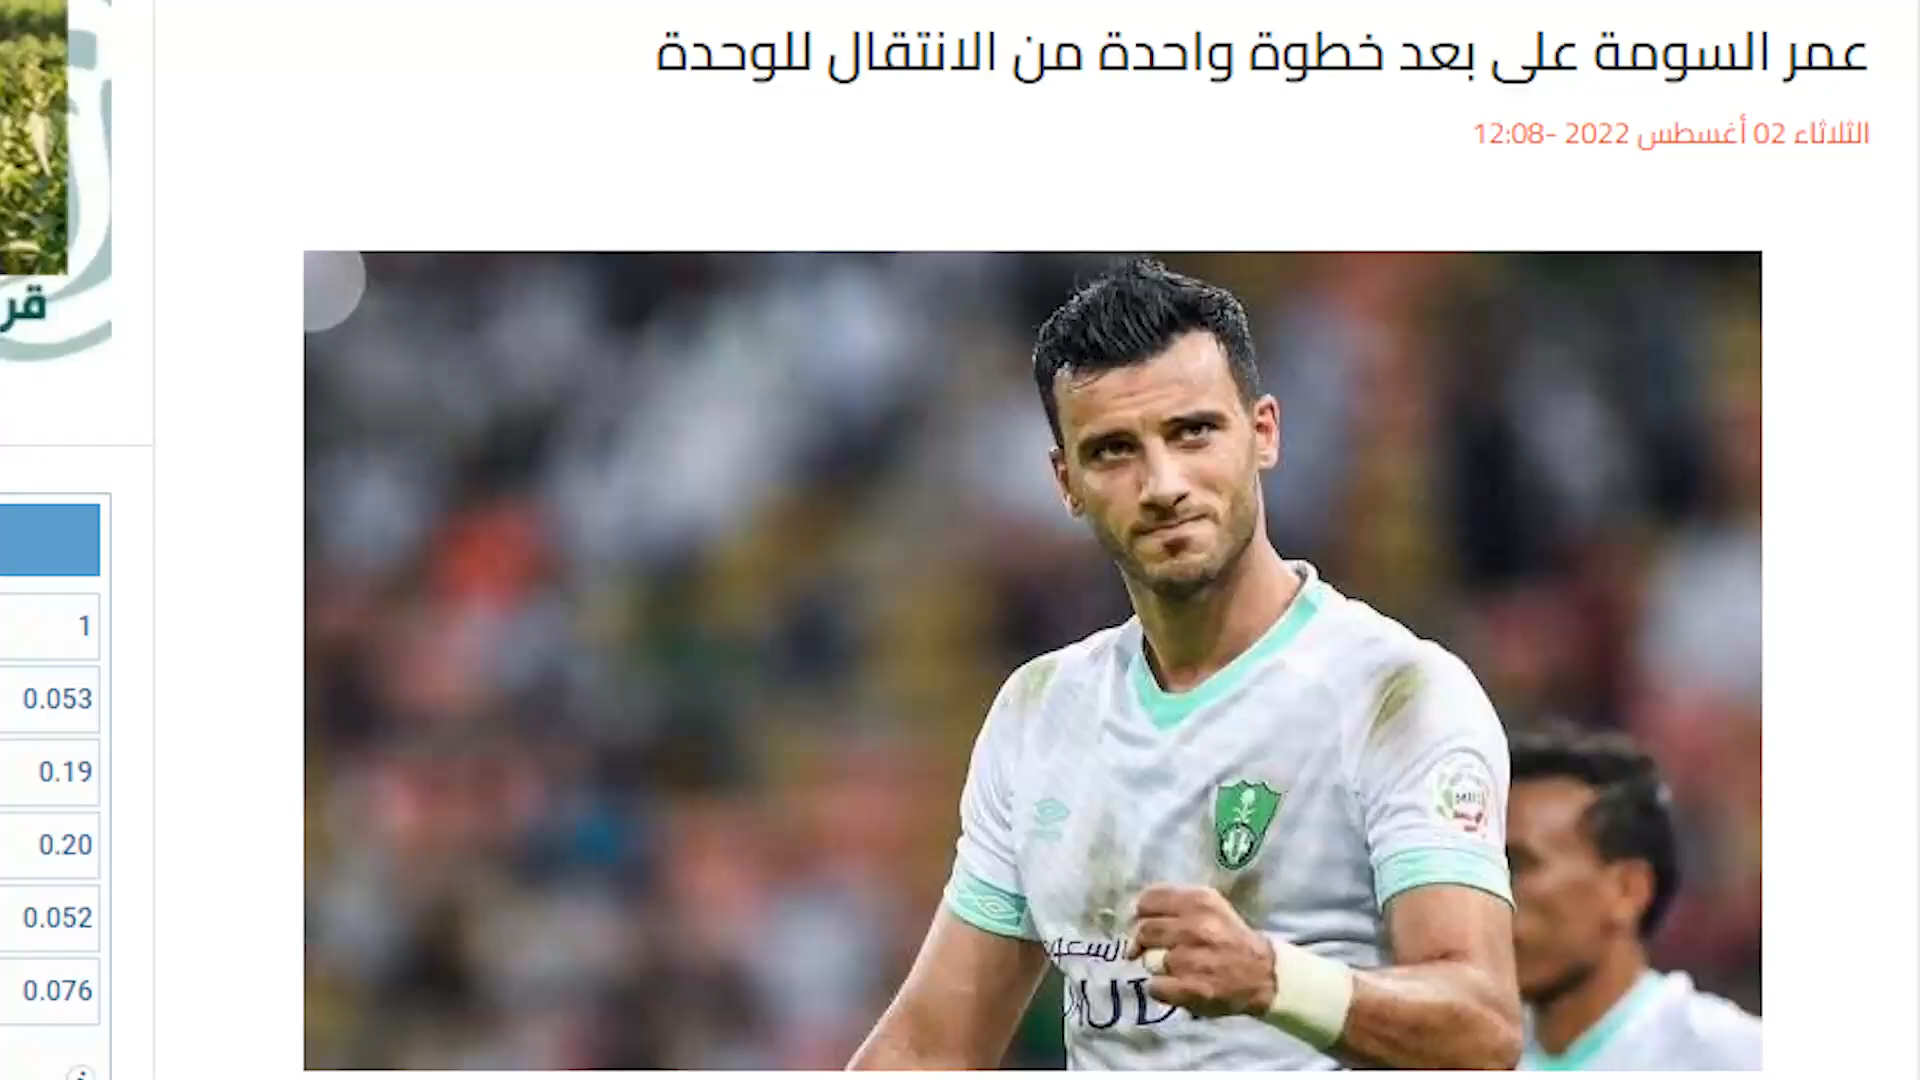 عمر السومة على بعد خطوة واحدة من الانتقال للوحدة
الثلاثاء 02 أغسطس 2022 -12:08
قر
1
0.053
0.19
0.20
0.052
0.076